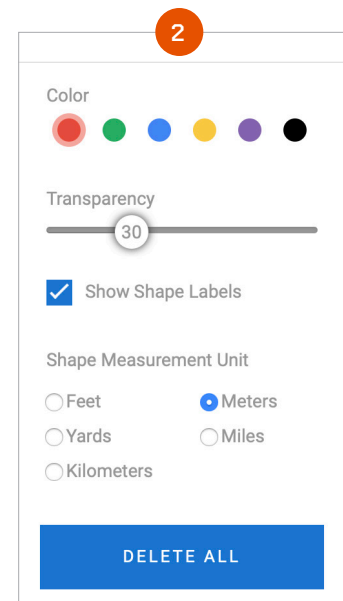 2
Color
Transparency
30
Show Shape Labels
Shape Measurement Unit
Feet Meters
Yards Miles
Kilometers
DELETE ALL